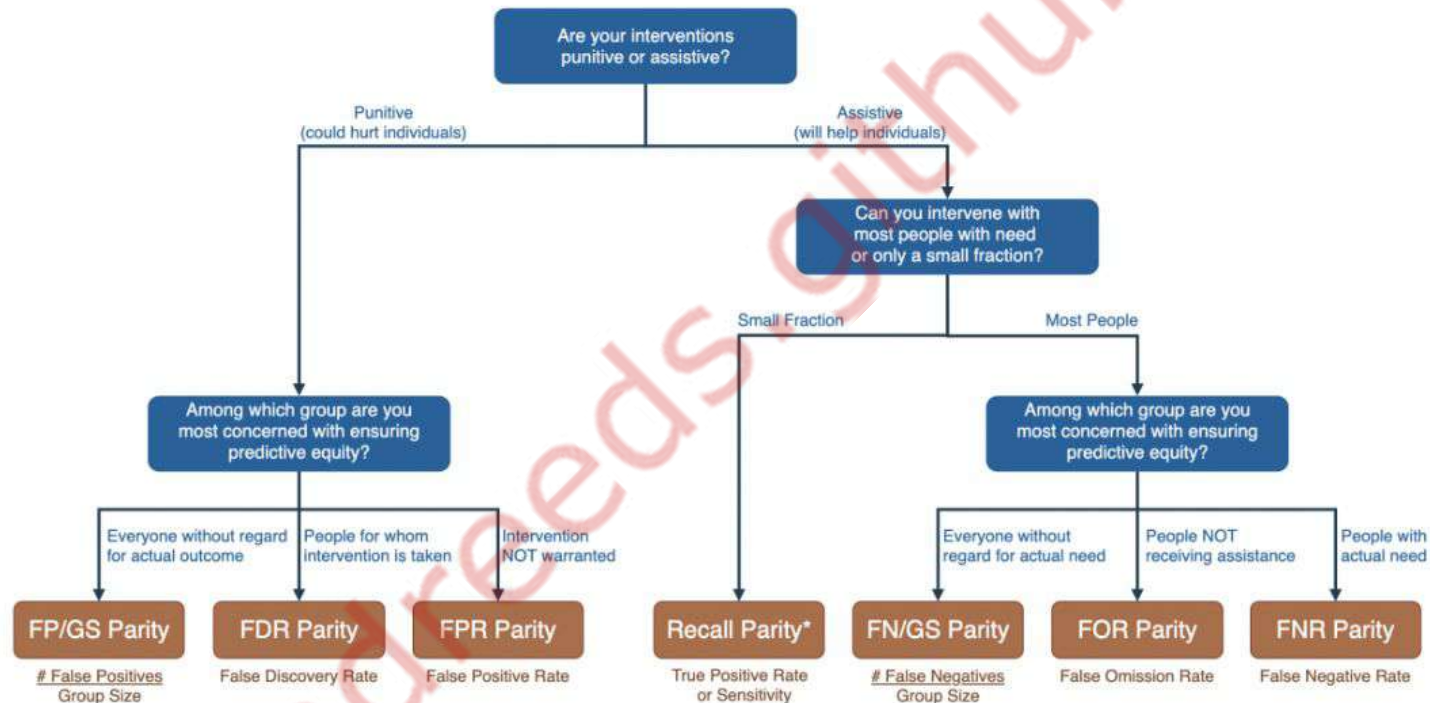 Are your interventions
punitive or assistive?
Punitive
(could hurt individuals)
Assistive
(will help individuals)
Can you intervene with
most people with need
or only a small fraction?
Small Fraction
Most People
Among which group are you
most concerned with ensuring
predictive equity?
Among which group are you
most concerned with ensuring
predictive equity?
Everyone without regard
for actual outcome
People for whom
intervention is taken
Intervention
NOT warranted
Everyone without
regard for actual need
People NOT
receiving assistance
People with
actual need
FP/GS Parity
FDR Parity
FPR Parity
Recall Parity*
FN/GS Parity
FOR Parity
FNR Parity
# False Positives
Group Size
False Discovery Rate
False Positive Rate
True Positive Rate
or Sensitivity
# False Negatives
Group Size
False Omission Rate
False Negative Rate